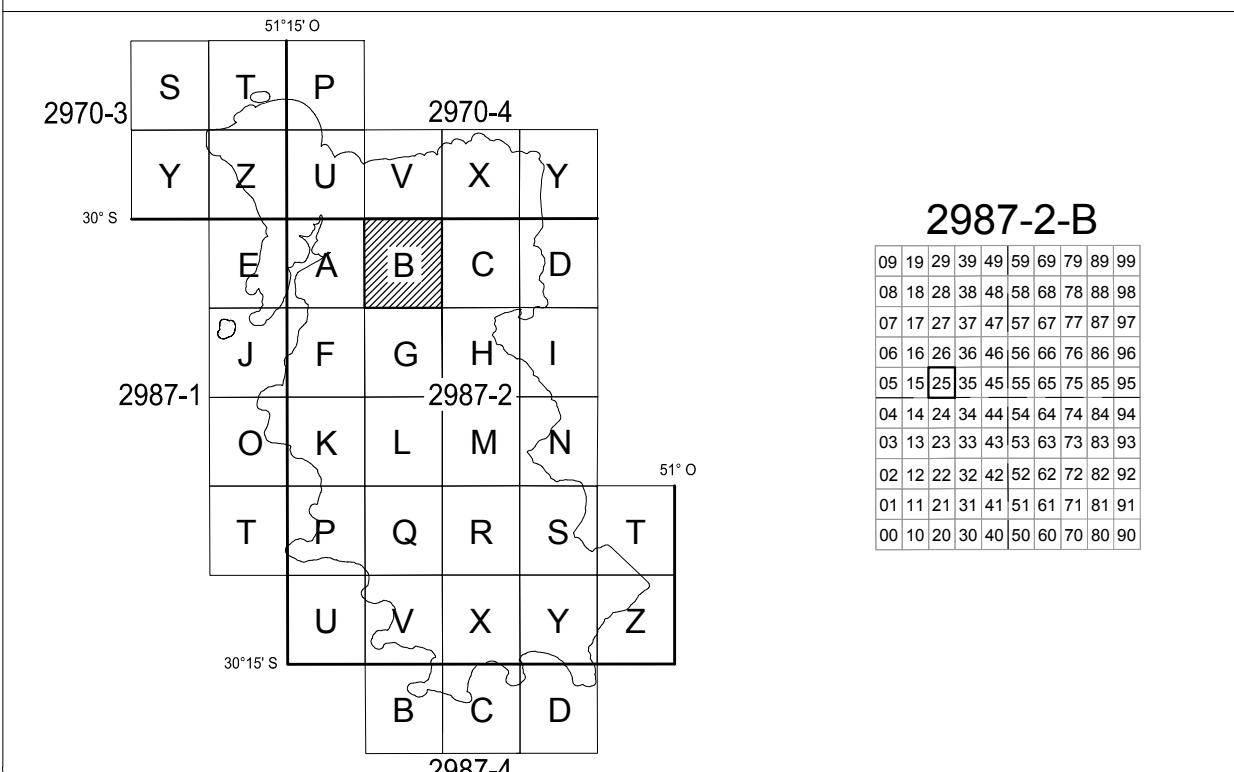 51°15' O
S T P
2970-3
2970-4
Y Z U V X Y
30° S
E A B C D
J F G H I
2987-1
2987-2
O K L M N
51° O
T P Q R S T
U V X Y Z
30°15' S
B C D
2987-4
2987-2-B
09 19 29 39 49 59 69 79 89 99
08 18 28 38 48 58 68 78 88 98
07 17 27 37 47 57 67 77 87 97
06 16 26 36 46 56 66 76 86 96
05 15 25 35 45 55 65 75 85 95
04 14 24 34 44 54 64 74 84 94
03 13 23 33 43 53 63 73 83 93
02 12 22 32 42 52 62 72 82 92
01 11 21 31 41 51 61 71 81 91
00 10 20 30 40 50 60 70 80 90